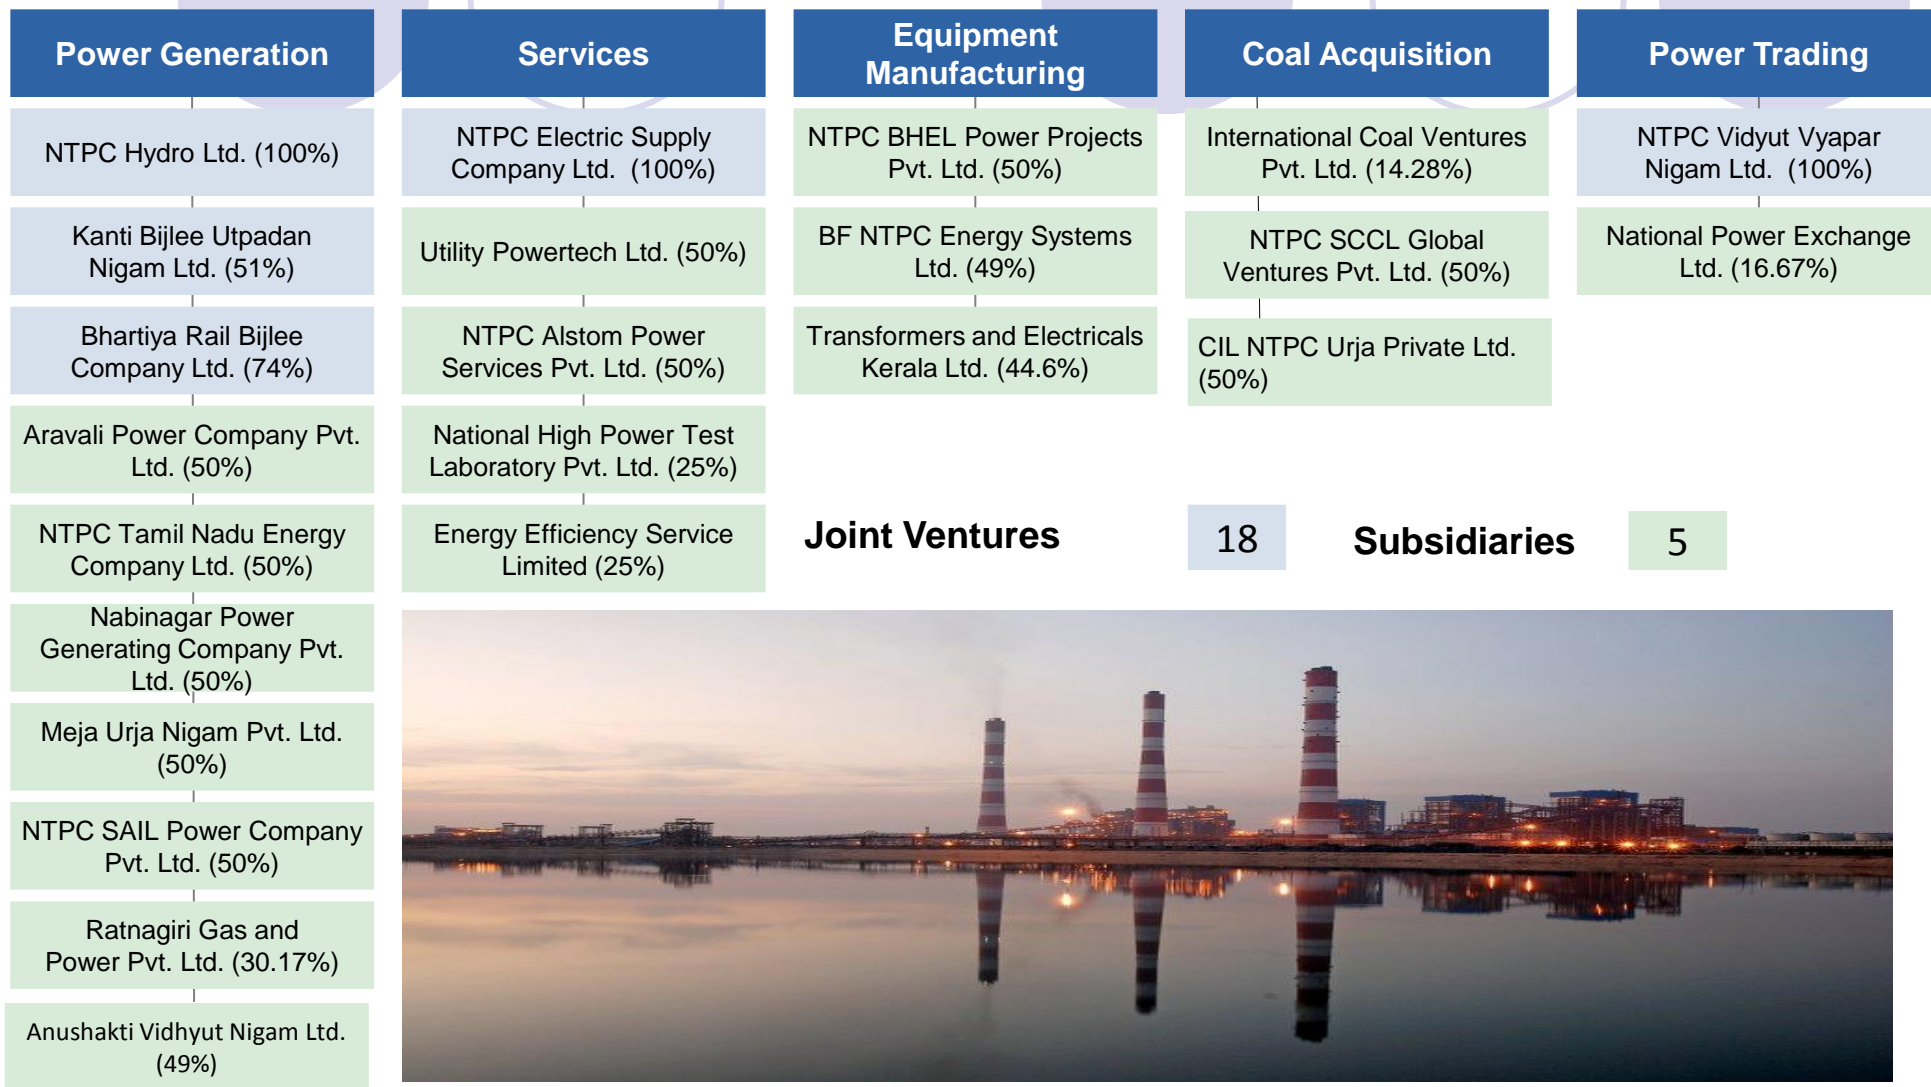 Power Generation
NTPC Hydro Ltd. (100%)
Kanti Bijlee Utpadan
Nigam Ltd. (51%)
Bhartiya Rail Bijlee
Company Ltd. (74%)
Aravali Power Company Pvt.
Ltd. (50%)
NTPC Tamil Nadu Energy
Company Ltd. (50%)
Nabinagar Power
Generating Company Pvt.
Ltd. (50%)
Meja Urja Nigam Pvt. Ltd.
(50%)
NTPC SAIL Power Company
Pvt. Ltd. (50%)
Ratnagiri Gas and
Power Pvt. Ltd. (30.17%)
Anushakti Vidhyut Nigam Ltd.
(49%)
Services
NTPC Electric Supply
Company Ltd. (100%)
Utility Powertech Ltd. (50%)
NTPC Alstom Power
Services Pvt. Ltd. (50%)
National High Power Test
Laboratory Pvt. Ltd. (25%)
Energy Efficiency Service
Limited (25%)
Equipment
Manufacturing
NTPC BHEL Power Projects
Pvt. Ltd. (50%)
BF NTPC Energy Systems
Ltd. (49%)
Transformers and Electricals
Kerala Ltd. (44.6%)
Coal Acquisition
International Coal Ventures
Pvt. Ltd. (14.28%)
NTPC SCCL Global
Ventures Pvt. Ltd. (50%)
CIL NTPC Urja Private Ltd.
(50%)
Power Trading
NTPC Vidyut Vyapar
Nigam Ltd. (100%)
National Power Exchange
Ltd. (16.67%)
Joint Ventures 18 Subsidiaries 5